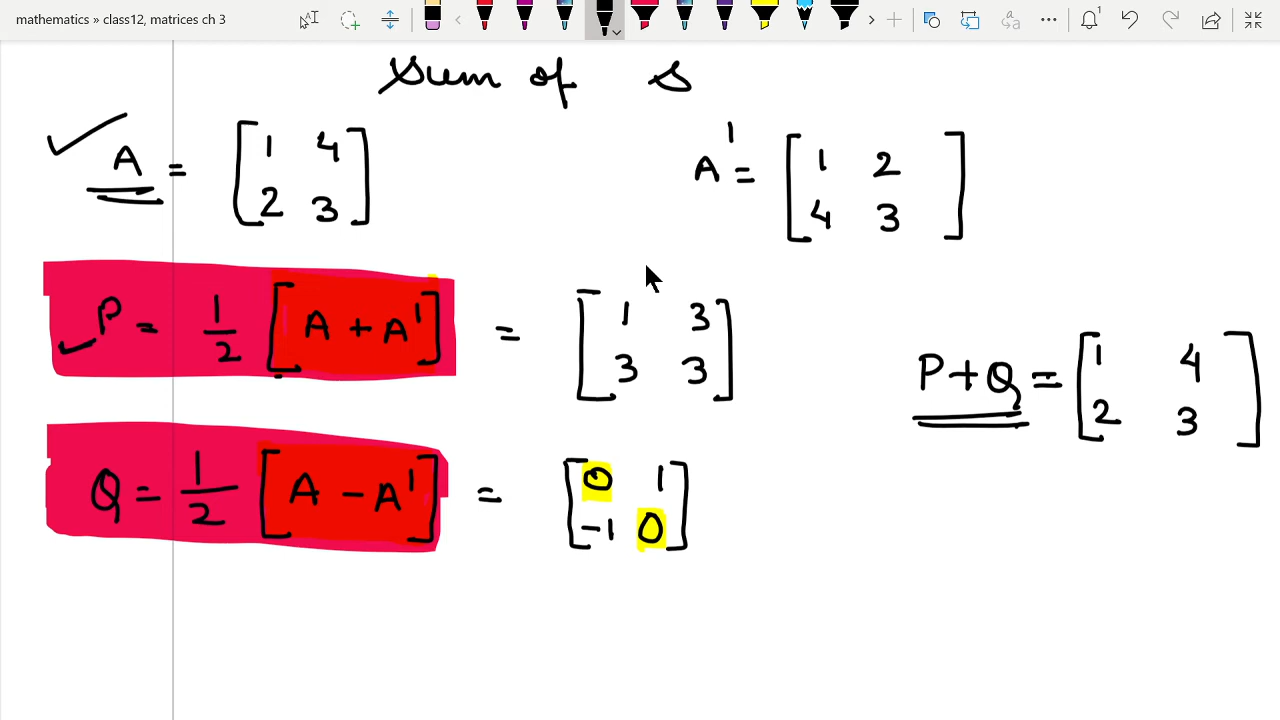 mathematics » class12, matrices ch 3
Sum of S
A = [1 4
2 3]
A' = [1 2
4 3]
P = 1/2 [A + A'] = [1 3
3 3]
P+Q = [1 4
2 3]
Q = 1/2 [A - A'] = [0 1
-1 0]